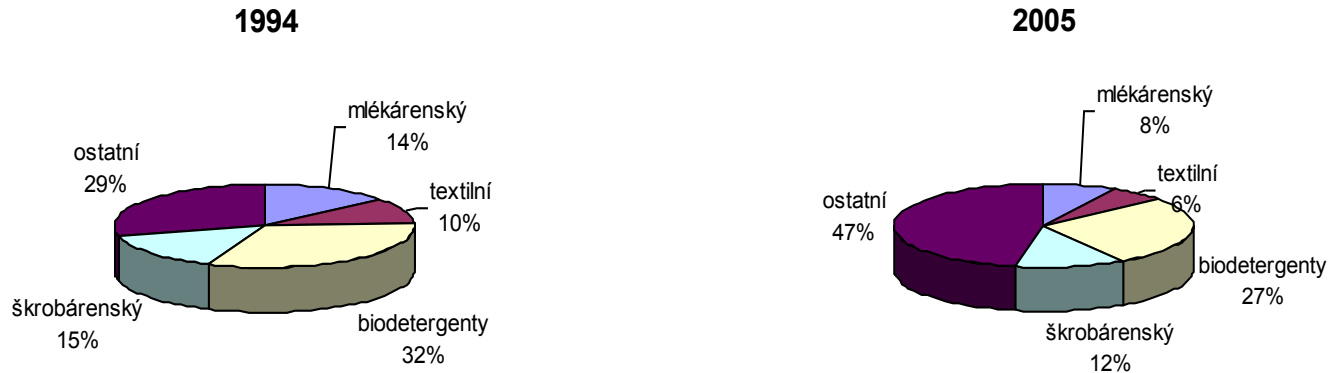 1994
mlékárenský
14%
textilní
10%
biodetergenty
32%
škrobárenský
15%
ostatní
29%
2005
mlékárenský
8%
textilní
6%
biodetergenty
27%
škrobárenský
12%
ostatní
47%